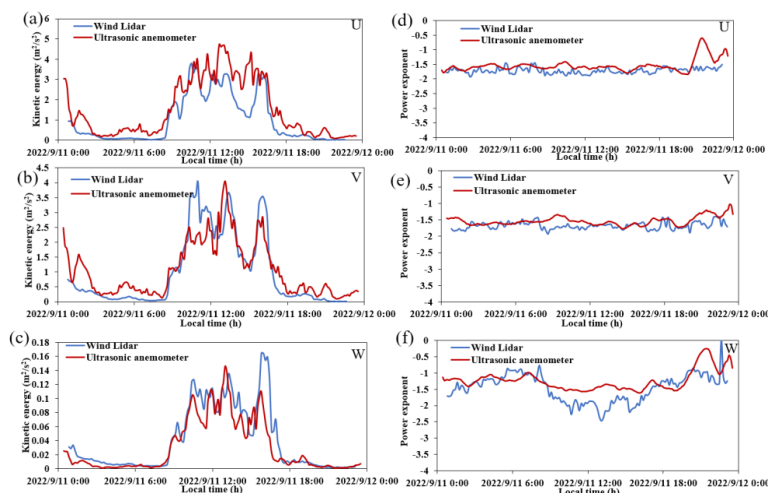 (a)
U
Wind Lidar
Ultrasonic anemometer
Kinetic energy (m²/s²)
6
5
4
3
2
1
0
2022/9/11 0:00 2022/9/11 6:00 2022/9/11 12:00 2022/9/11 18:00 2022/9/12 0:00
Local time (h)
(b)
V
Wind Lidar
Ultrasonic anemometer
Kinetic energy (m²/s²)
4.5
4
3.5
3
2.5
2
1.5
1
0.5
0
2022/9/11 0:00 2022/9/11 6:00 2022/9/11 12:00 2022/9/11 18:00 2022/9/12 0:00
Local time (h)
(c)
W
Wind Lidar
Ultrasonic anemometer
Kinetic energy (m²/s²)
0.18
0.16
0.14
0.12
0.1
0.08
0.06
0.04
0.02
0
2022/9/11 0:00 2022/9/11 6:00 2022/9/11 12:00 2022/9/11 18:00 2022/9/12 0:00
Local time (h)
(d)
U
Wind Lidar
Ultrasonic anemometer
Power exponent
0
-0.5
-1
-1.5
-2
-2.5
-3
-3.5
-4
2022/9/11 0:00 2022/9/11 6:00 2022/9/11 12:00 2022/9/11 18:00 2022/9/12 0:00
Local time (h)
(e)
V
Wind Lidar
Ultrasonic anemometer
Power exponent
0
-0.5
-1
-1.5
-2
-2.5
-3
-3.5
-4
2022/9/11 0:00 2022/9/11 6:00 2022/9/11 12:00 2022/9/11 18:00 2022/9/12 0:00
Local time (h)
(f)
W
Wind Lidar
Ultrasonic anemometer
Power exponent
0
-0.5
-1
-1.5
-2
-2.5
-3
-3.5
-4
2022/9/11 0:00 2022/9/11 6:00 2022/9/11 12:00 2022/9/11 18:00 2022/9/12 0:00
Local time (h)